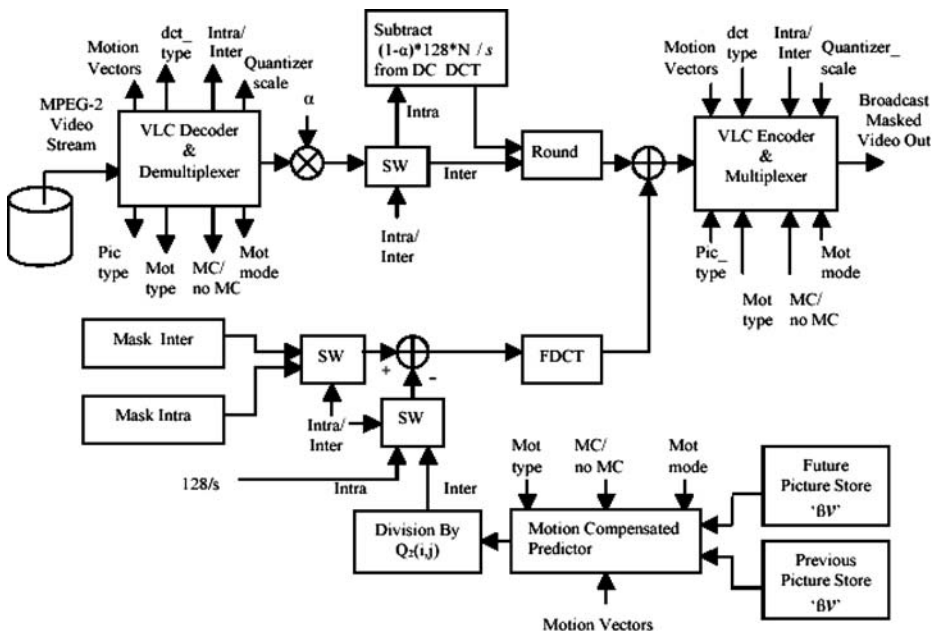 Motion
Vectors
dct_
type
Intra/
Inter
Quantizer
scale
MPEG-2
Video
Stream
VLC Decoder
&
Demultiplexer
Pic
type
Mot
type
MC/
no MC
Mot
mode
α
Subtract
(1-α)*128*N / s
from DC DCT
Intra
SW
Inter
Intra/
Inter
Round
Motion
Vectors
dct
type
Intra/
Inter
Quantizer_
scale
VLC Encoder
&
Multiplexer
Broadcast
Masked
Video Out
Pic_
type
Mot
type
MC/
no MC
Mot
mode
Mask Inter
Mask Intra
SW
+
−
FDCT
Intra/
Inter
SW
128/s
Intra
Inter
Division By
Q₂(i,j)
Mot
type
MC/
no MC
Mot
mode
Motion Compensated
Predictor
Motion Vectors
Future
Picture Store
‘βV’
Previous
Picture Store
‘βV’